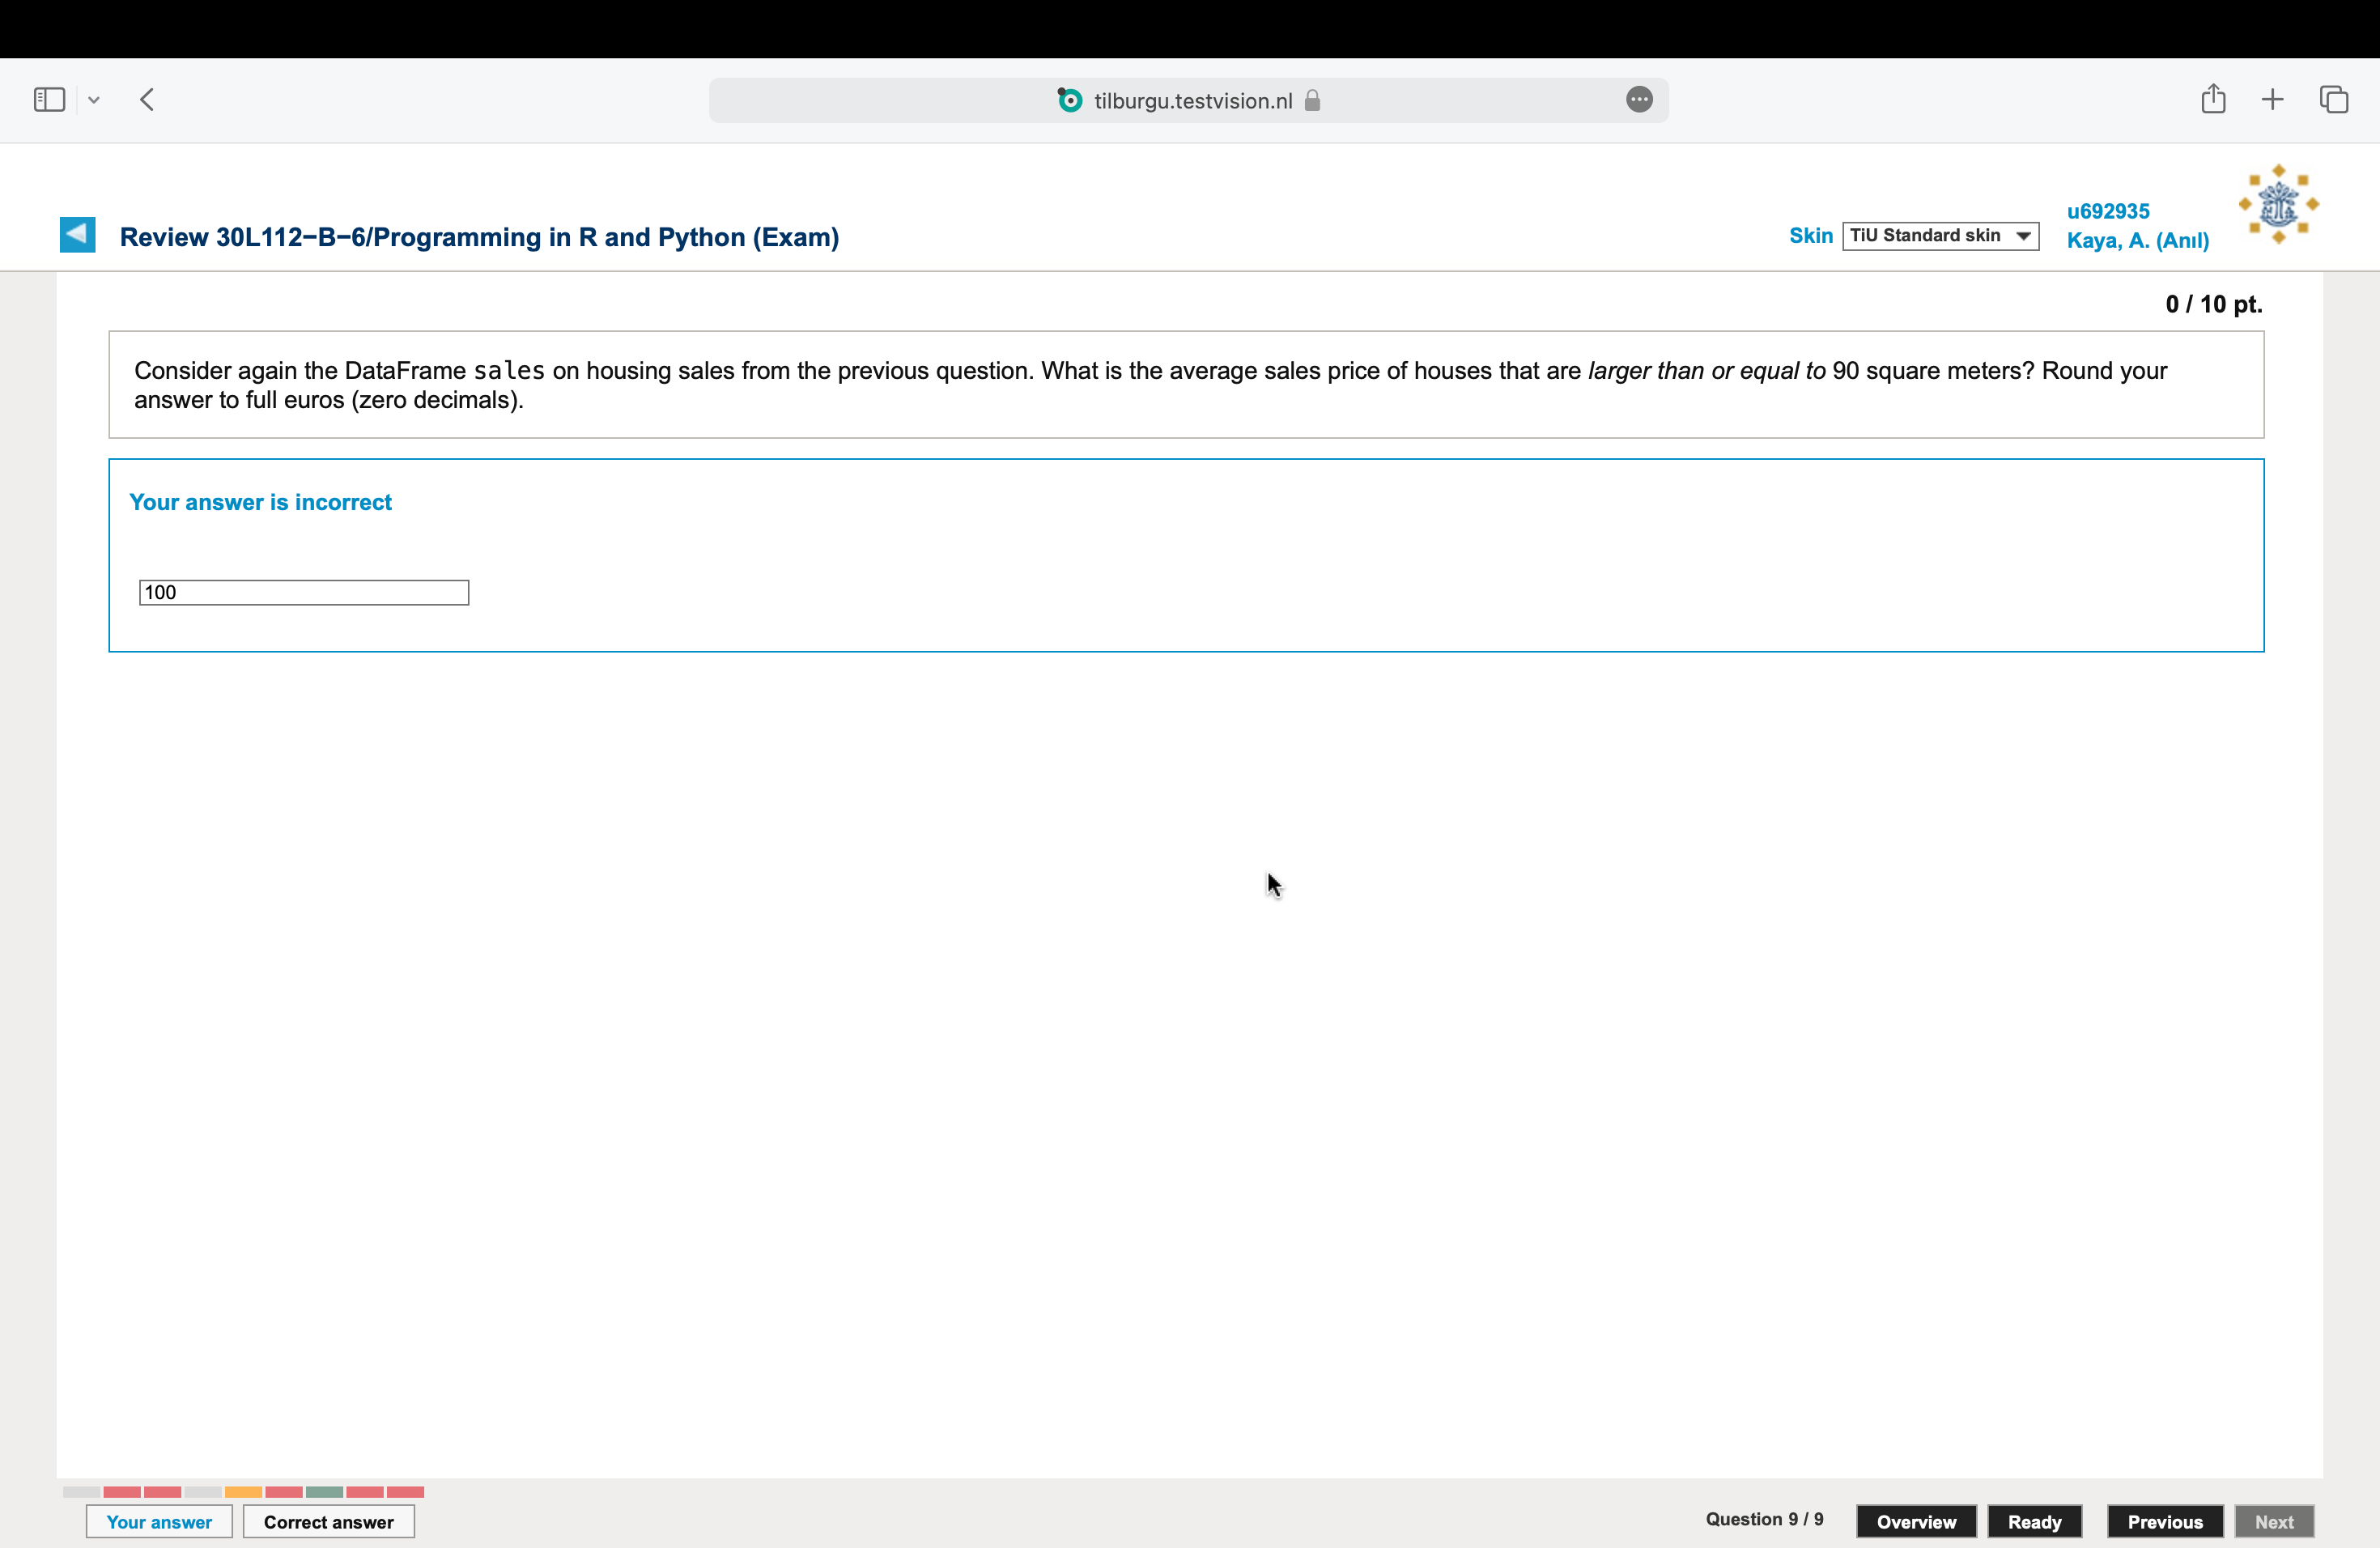 tilburgu.testvision.nl
Review 30L112-B-6/Programming in R and Python (Exam)
Skin
TiU Standard skin
u692935
Kaya, A. (Anıl)
0 / 10 pt.
Consider again the DataFrame sales on housing sales from the previous question. What is the average sales price of houses that are larger than or equal to 90 square meters? Round your
answer to full euros (zero decimals).
Your answer is incorrect
100
Your answer
Correct answer
Question 9 / 9
Overview
Ready
Previous
Next